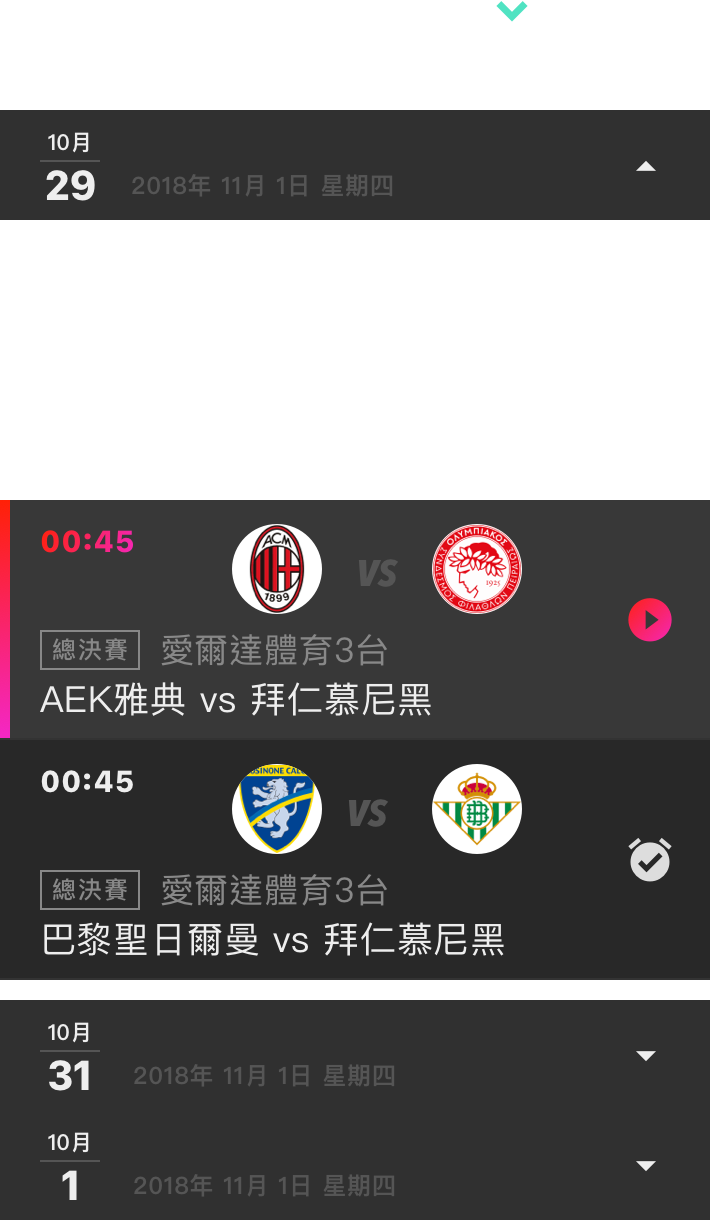 10月
29
2018年 11月 1日 星期四
00:45
ACM
1899
VS
ΣΥΝΔΕΣΜΟΣ ΦΙΛΑΘΛΩΝ ΠΕΙΡΑΙΩΣ
ΟΛΥΜΠΙΑΚΟΣ
1925
總決賽 愛爾達體育3台
AEK雅典 vs 拜仁慕尼黑
00:45
VS
總決賽 愛爾達體育3台
巴黎聖日爾曼 vs 拜仁慕尼黑
10月
31
2018年 11月 1日 星期四
10月
1
2018年 11月 1日 星期四